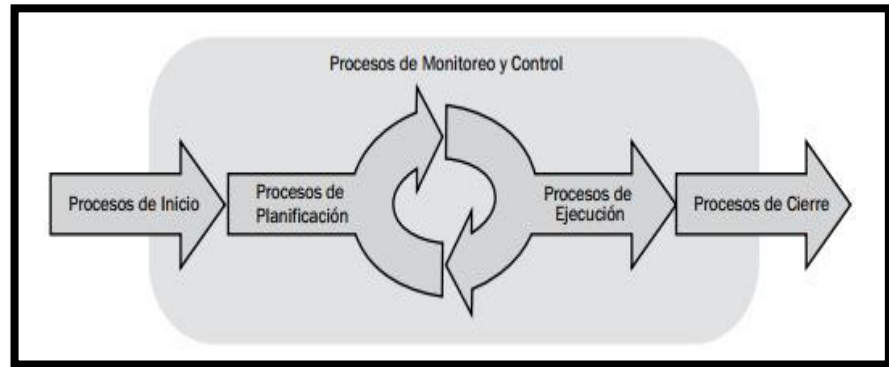 Procesos de Monitoreo y Control
Procesos de Inicio
Procesos de
Planificación
Procesos de
Ejecución
Procesos de Cierre